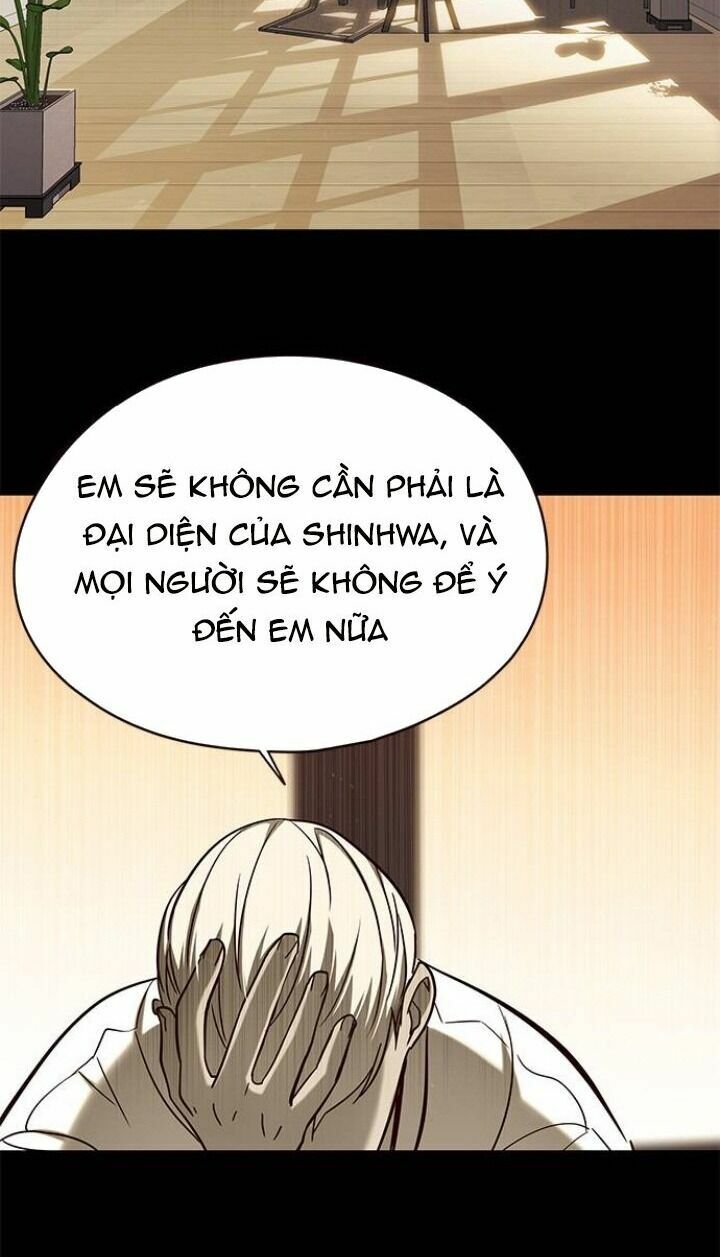 EM SẼ KHÔNG CẦN PHẢI LÀ
ĐẠI DIỆN CỦA SHINHWA, VÀ
MỌI NGƯỜI SẼ KHÔNG ĐỂ Ý
ĐẾN EM NỮA